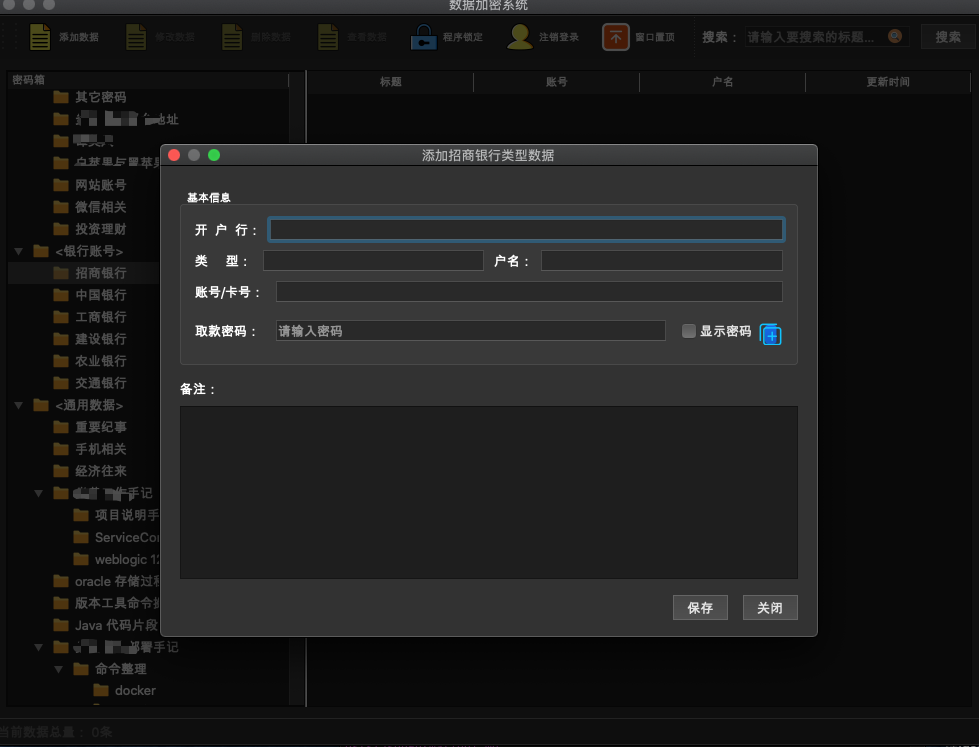 数据加密系统
添加数据 修改数据 删除数据 查看数据 程序锁定 注销登录 窗口置顶 搜索： 请输入要搜索的标题... 搜索
密码箱 标题 账号 户名 更新时间
其它密码
地址
网站账号
微信相关
投资理财
<银行账号>
招商银行
中国银行
工商银行
建设银行
农业银行
交通银行
<通用数据>
重要纪事
手机相关
经济往来
手记
项目说明手
ServiceCo
weblogic 12
oracle 存储过程
版本工具命令
Java 代码片段
部署手记
命令整理
docker
添加招商银行类型数据
基本信息
开 户 行：
类 型： 户名：
账号/卡号：
取款密码： 请输入密码 显示密码
备注：
保存 关闭
当前数据总量： 0条